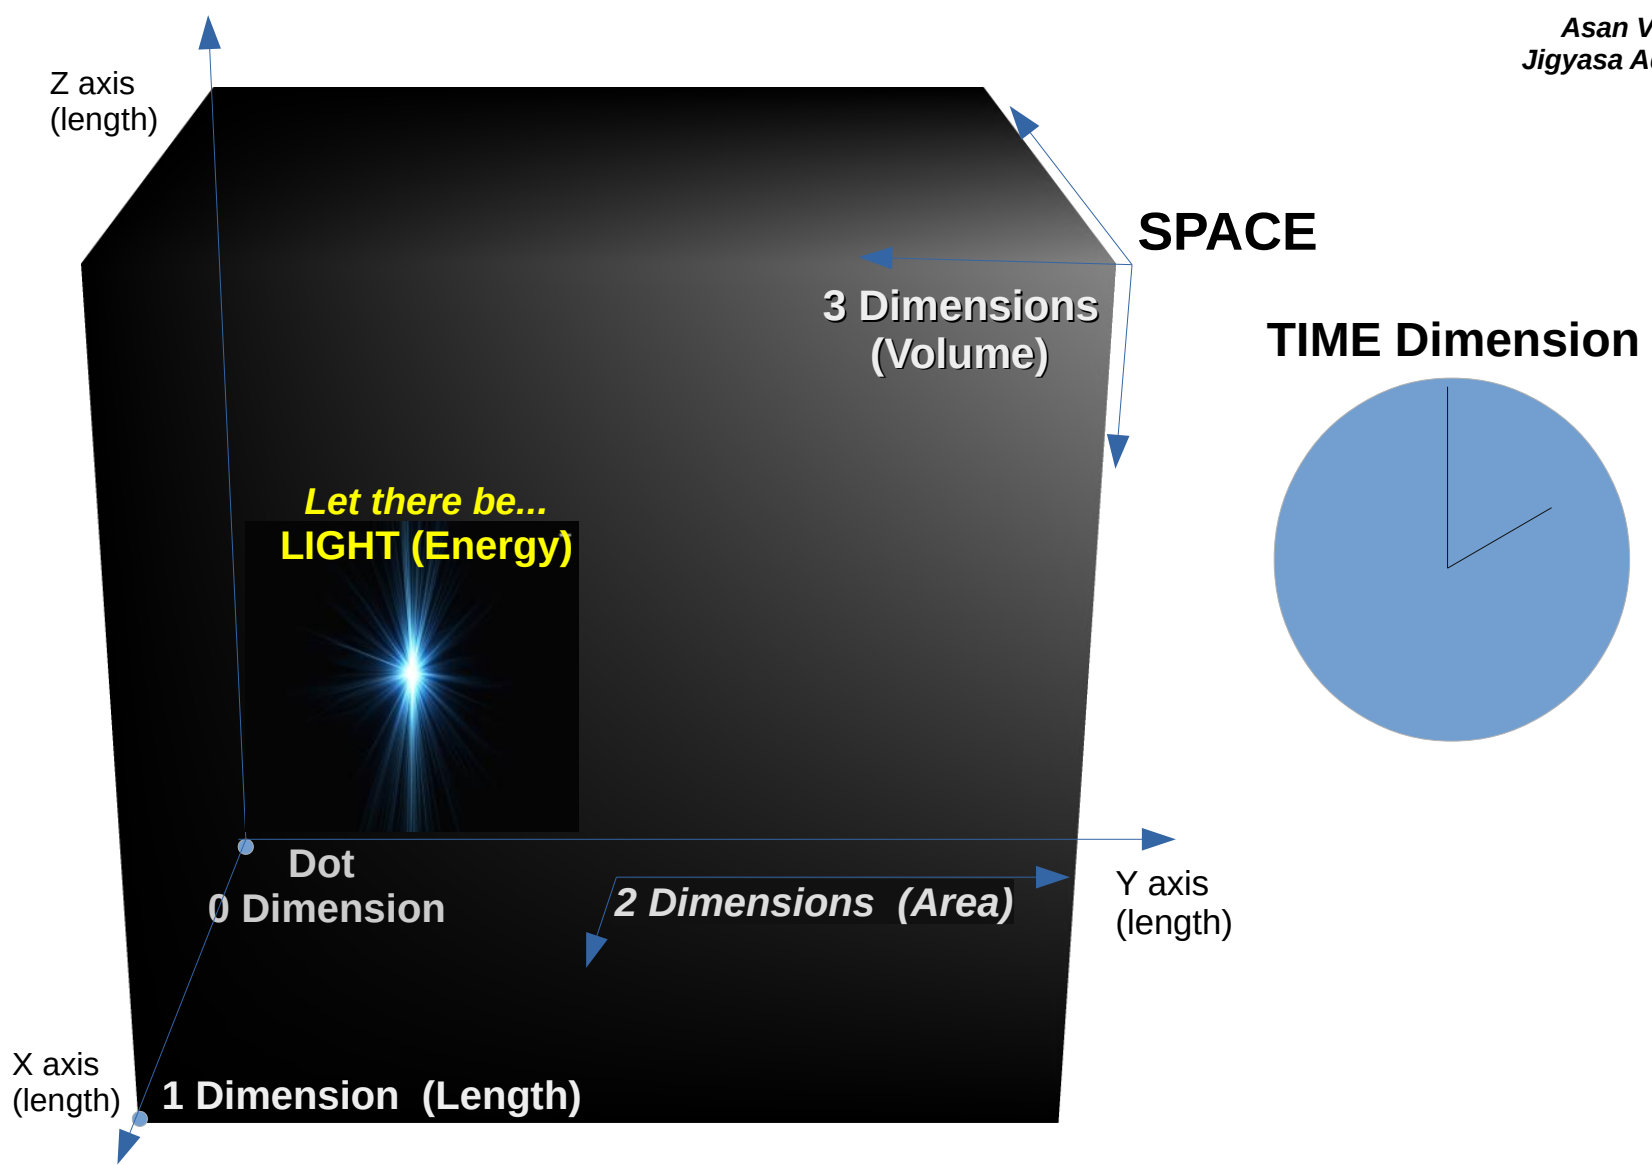 Asan
Jigyasa
Z axis
(length)
SPACE
3 Dimensions
(Volume)
TIME Dimension
Let there be...
LIGHT (Energy)
Dot
0 Dimension
2 Dimensions (Area)
Y axis
(length)
X axis
(length)
1 Dimension (Length)